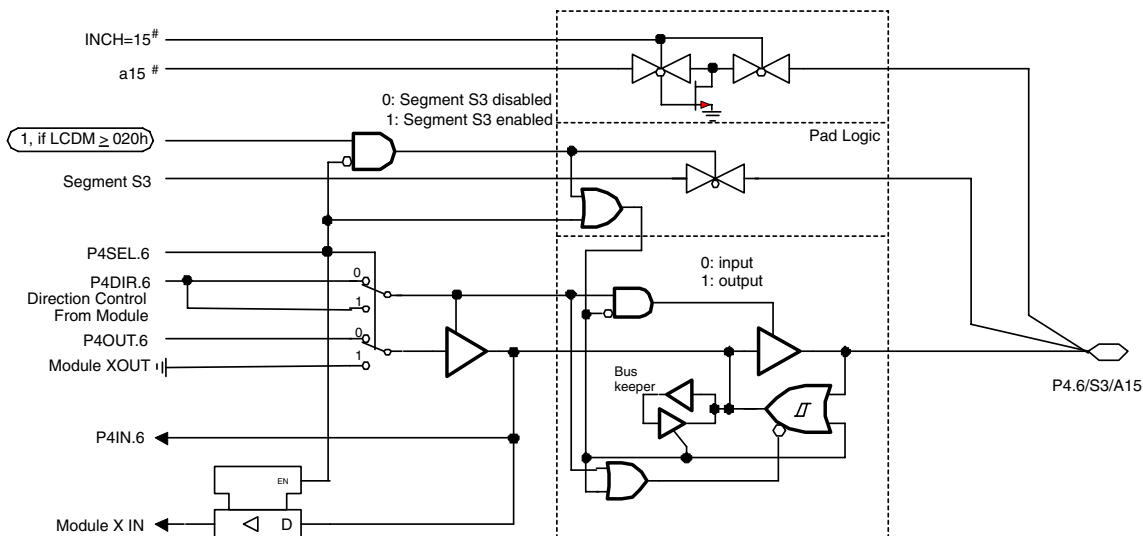 INCH=15#
a15 #
0: Segment S3 disabled
1: Segment S3 enabled
Pad Logic
1, if LCDM ≥ 020h
Segment S3
P4SEL.6
P4DIR.6
0
Direction Control
From Module
1
0: input
1: output
P4OUT.6
0
Module XOUT
1
Bus
keeper
P4.6/S3/A15
P4IN.6
EN
Module X IN
D